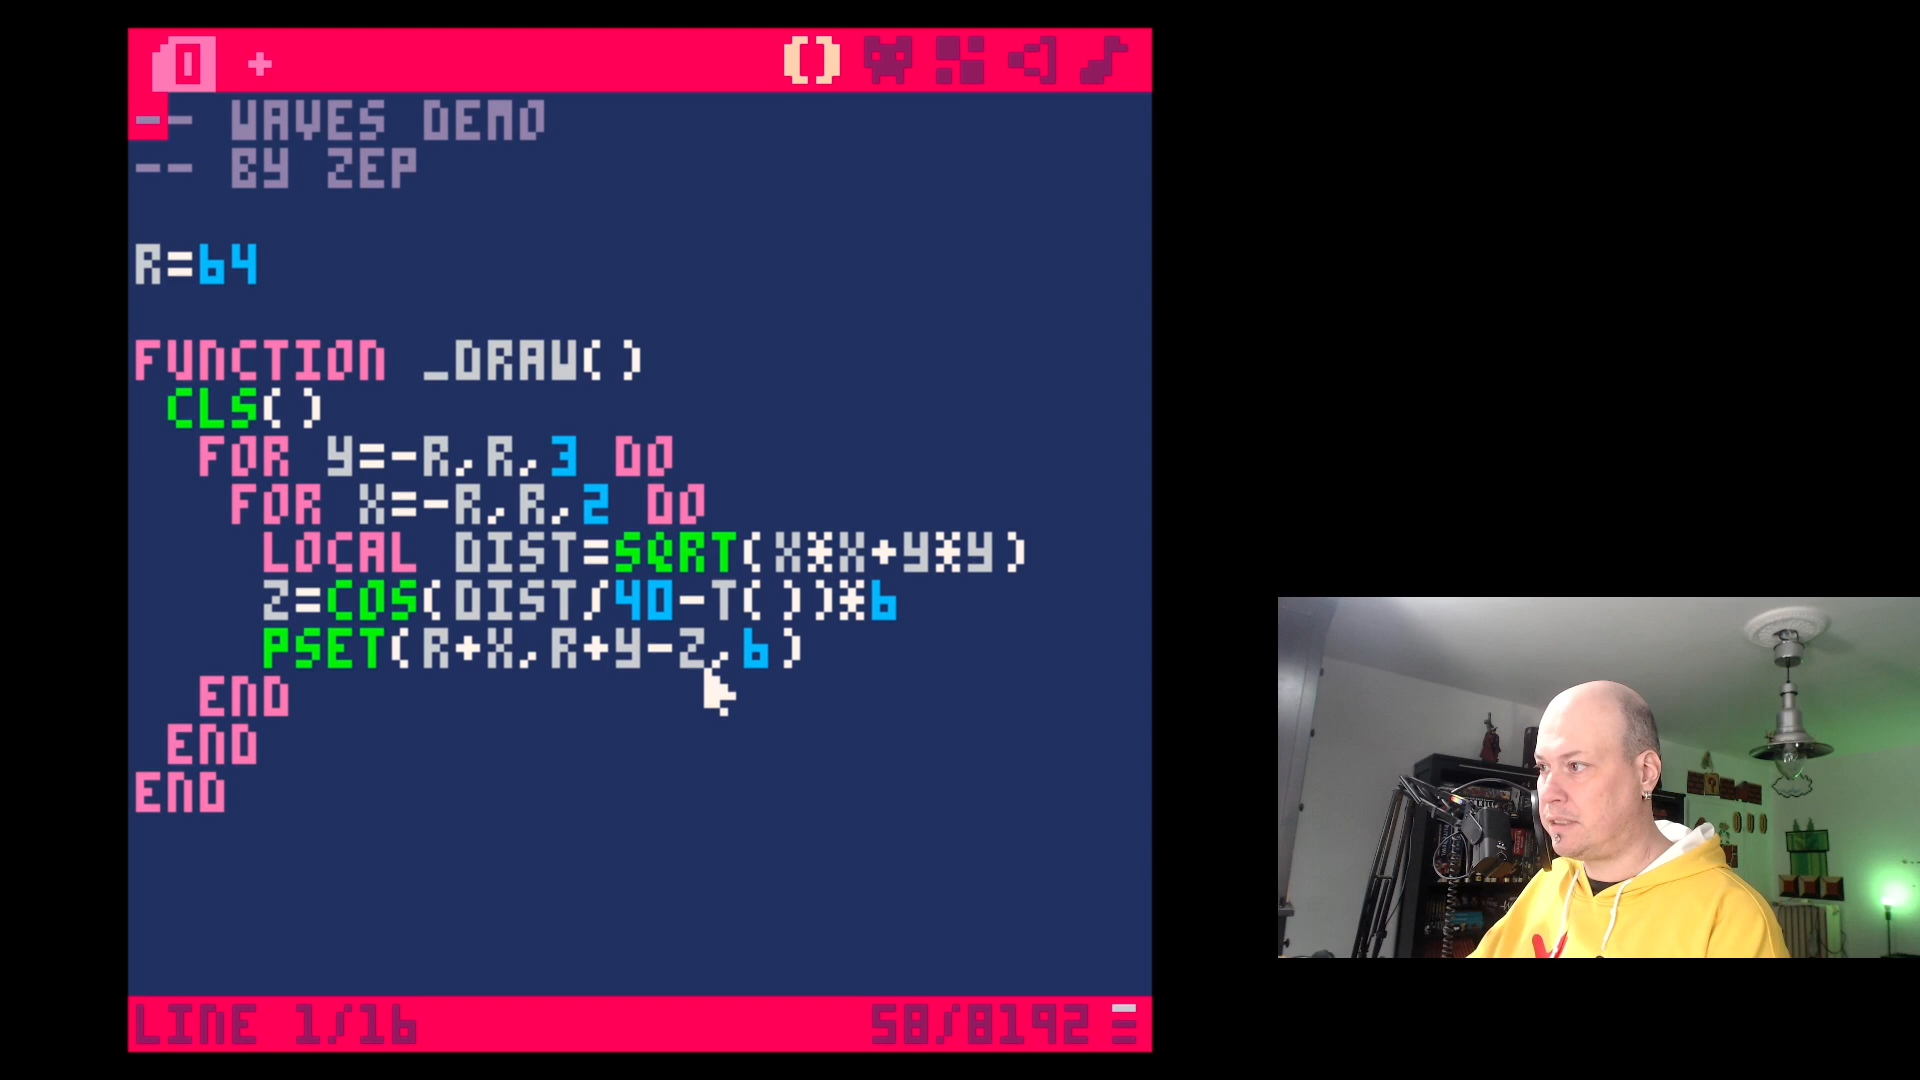 0 +
-- WAVES DEMO
-- BY ZEP
R=64
FUNCTION _DRAW()
CLS()
FOR Y=-R,R,3 DO
FOR X=-R,R,2 DO
LOCAL DIST=SQRT(X*X+Y*Y)
Z=COS(DIST/40-T())*6
PSET(R+X,R+Y-Z,6)
END
END
END
LINE 1/16 58/8192